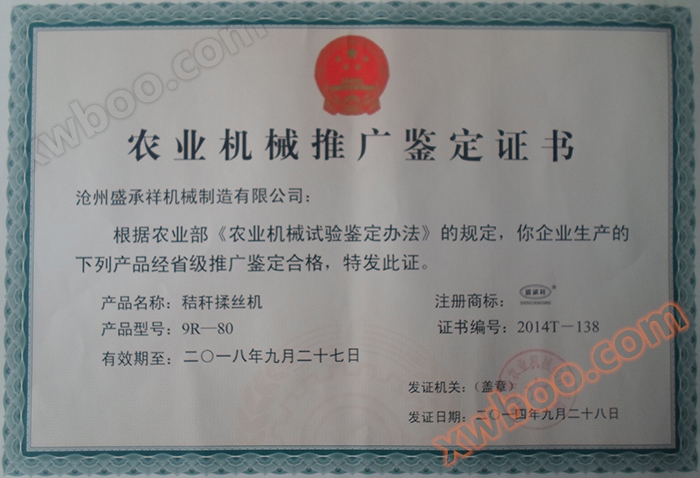 农业机械推广鉴定证书
沧州盛承祥机械制造有限公司：
根据农业部《农业机械试验鉴定办法》的规定，你企业生产的
下列产品经省级推广鉴定合格，特发此证。
产品名称：秸秆揉丝机
注册商标：
产品型号：9R—80
证书编号：2014T－138
有效期至：二〇一八年九月二十七日
发证机关：（盖章）
发证日期：二〇一四年九月二十八日
xwboo.com
xwboo.com